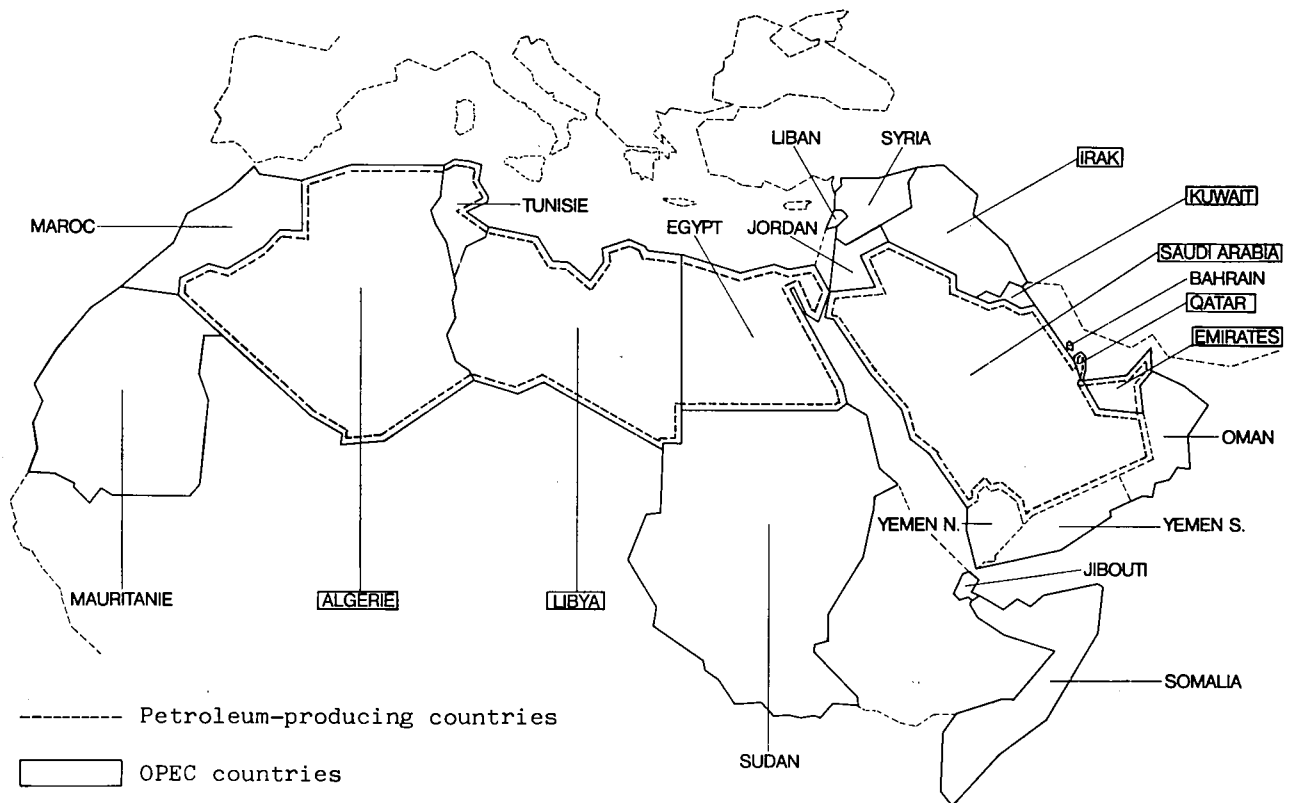 LIBAN
SYRIA
IRAK
KUWAIT
MAROC
TUNISIE
EGYPT
JORDAN
SAUDI ARABIA
BAHRAIN
QATAR
EMIRATES
OMAN
YEMEN N.
YEMEN S.
JIBOUTI
MAURITANIE
ALGERIE
LIBYA
SOMALIA
SUDAN
Petroleum-producing countries
OPEC countries